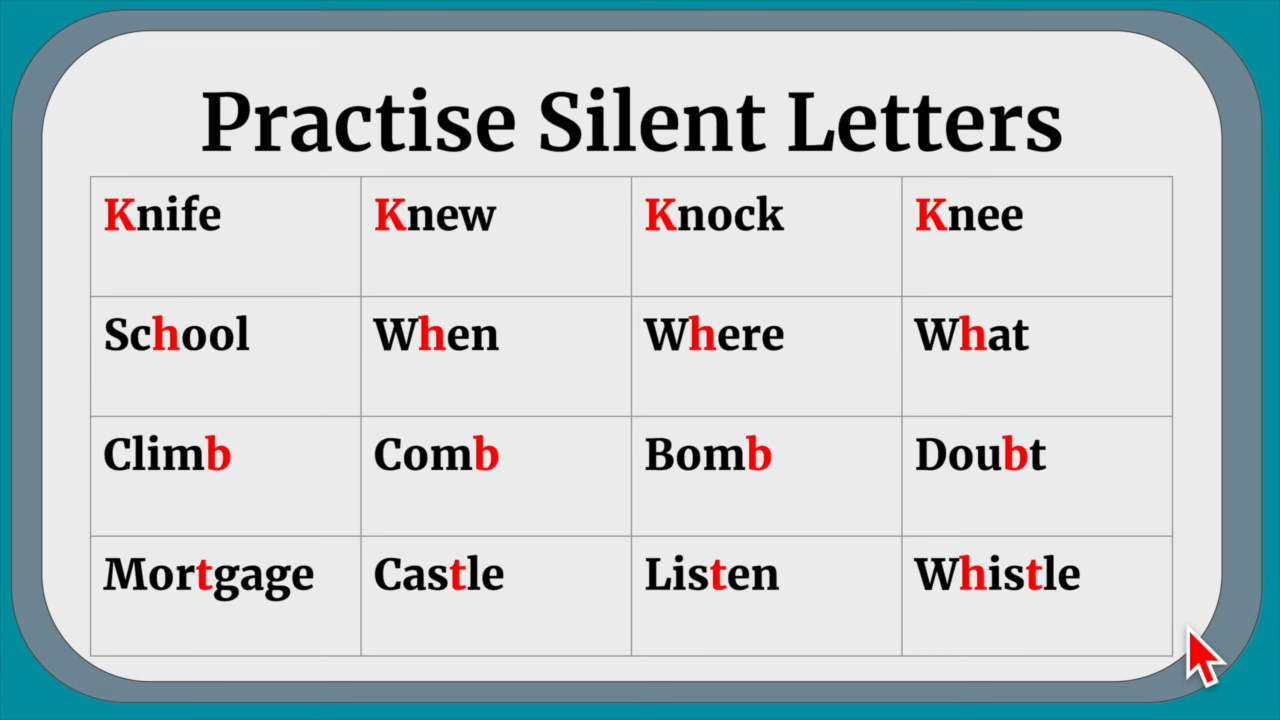 Practise Silent Letters
Knife Knew Knock Knee
School When Where What
Climb Comb Bomb Doubt
Mortgage Castle Listen Whistle